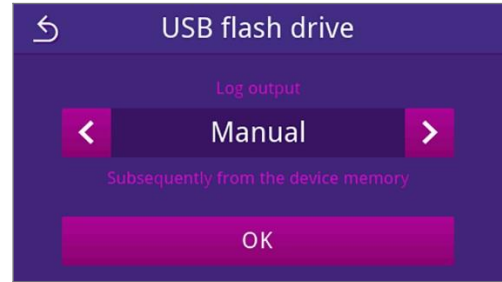 USB flash drive
Log output
Manual
Subsequently from the device memory
OK